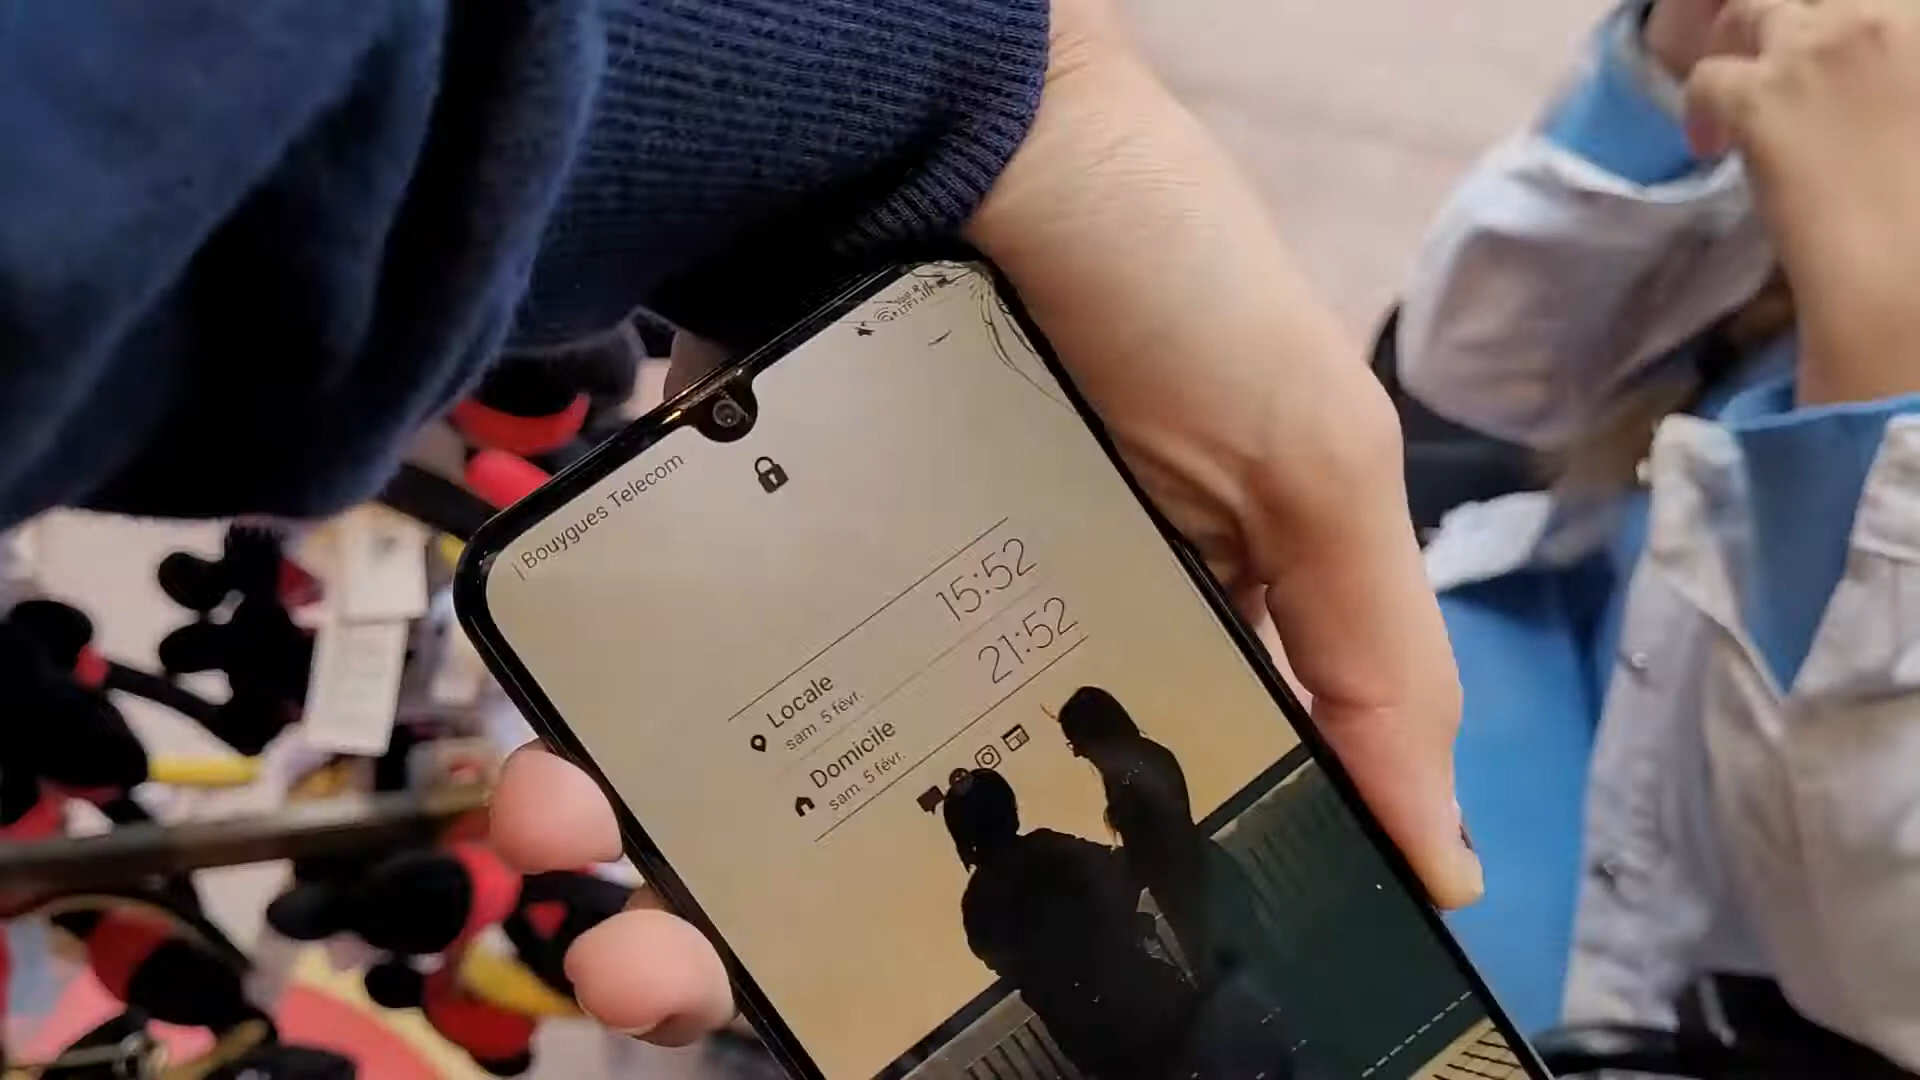 | Bouygues Telecom
Locale 15:52
sam. 5 févr.
Domicile 21:52
sam. 5 févr.